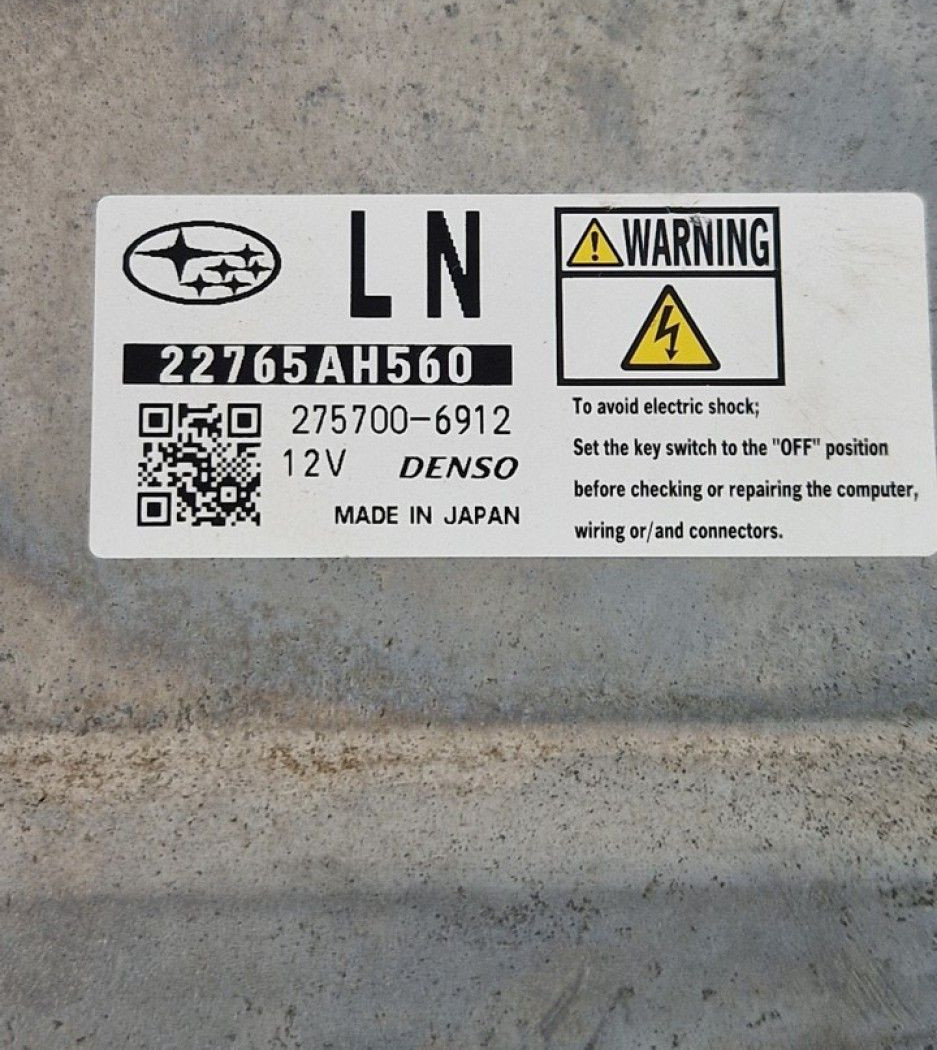 LN
22765AH560
275700-6912
12V DENSO
MADE IN JAPAN
WARNING
To avoid electric shock;
Set the key switch to the "OFF" position
before checking or repairing the computer,
wiring or/and connectors.